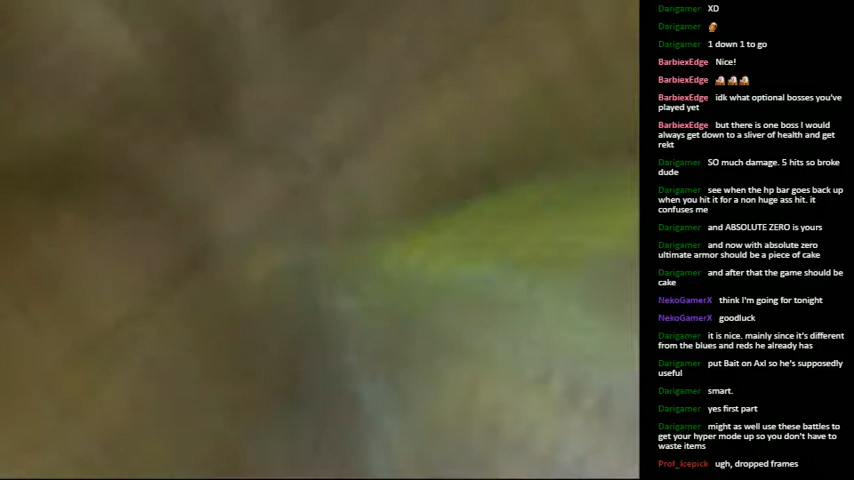 Darigamer XD
Darigamer
Darigamer 1 down 1 to go
BarbiexEdge Nice!
BarbiexEdge
BarbiexEdge idk what optional bosses you've
played yet
BarbiexEdge but there is one boss I would
always get down to a sliver of health and get
rekt
Darigamer SO much damage. 5 hits so broke
dude
Darigamer see when the hp bar goes back up
when you hit it for a non huge ass hit. it
confuses me
Darigamer and ABSOLUTE ZERO is yours
Darigamer and now with absolute zero
ultimate armor should be a piece of cake
Darigamer and after that the game should be
cake
NekoGamerX think I'm going for tonight
NekoGamerX goodluck
Darigamer it is nice. mainly since it's different
from the blues and reds he already has
Darigamer put Bait on Axl so he's supposedly
useful
Darigamer smart.
Darigamer yes first part
Darigamer might as well use these battles to
get your hyper mode up so you don't have to
waste items
Prof_Icepick ugh, dropped frames